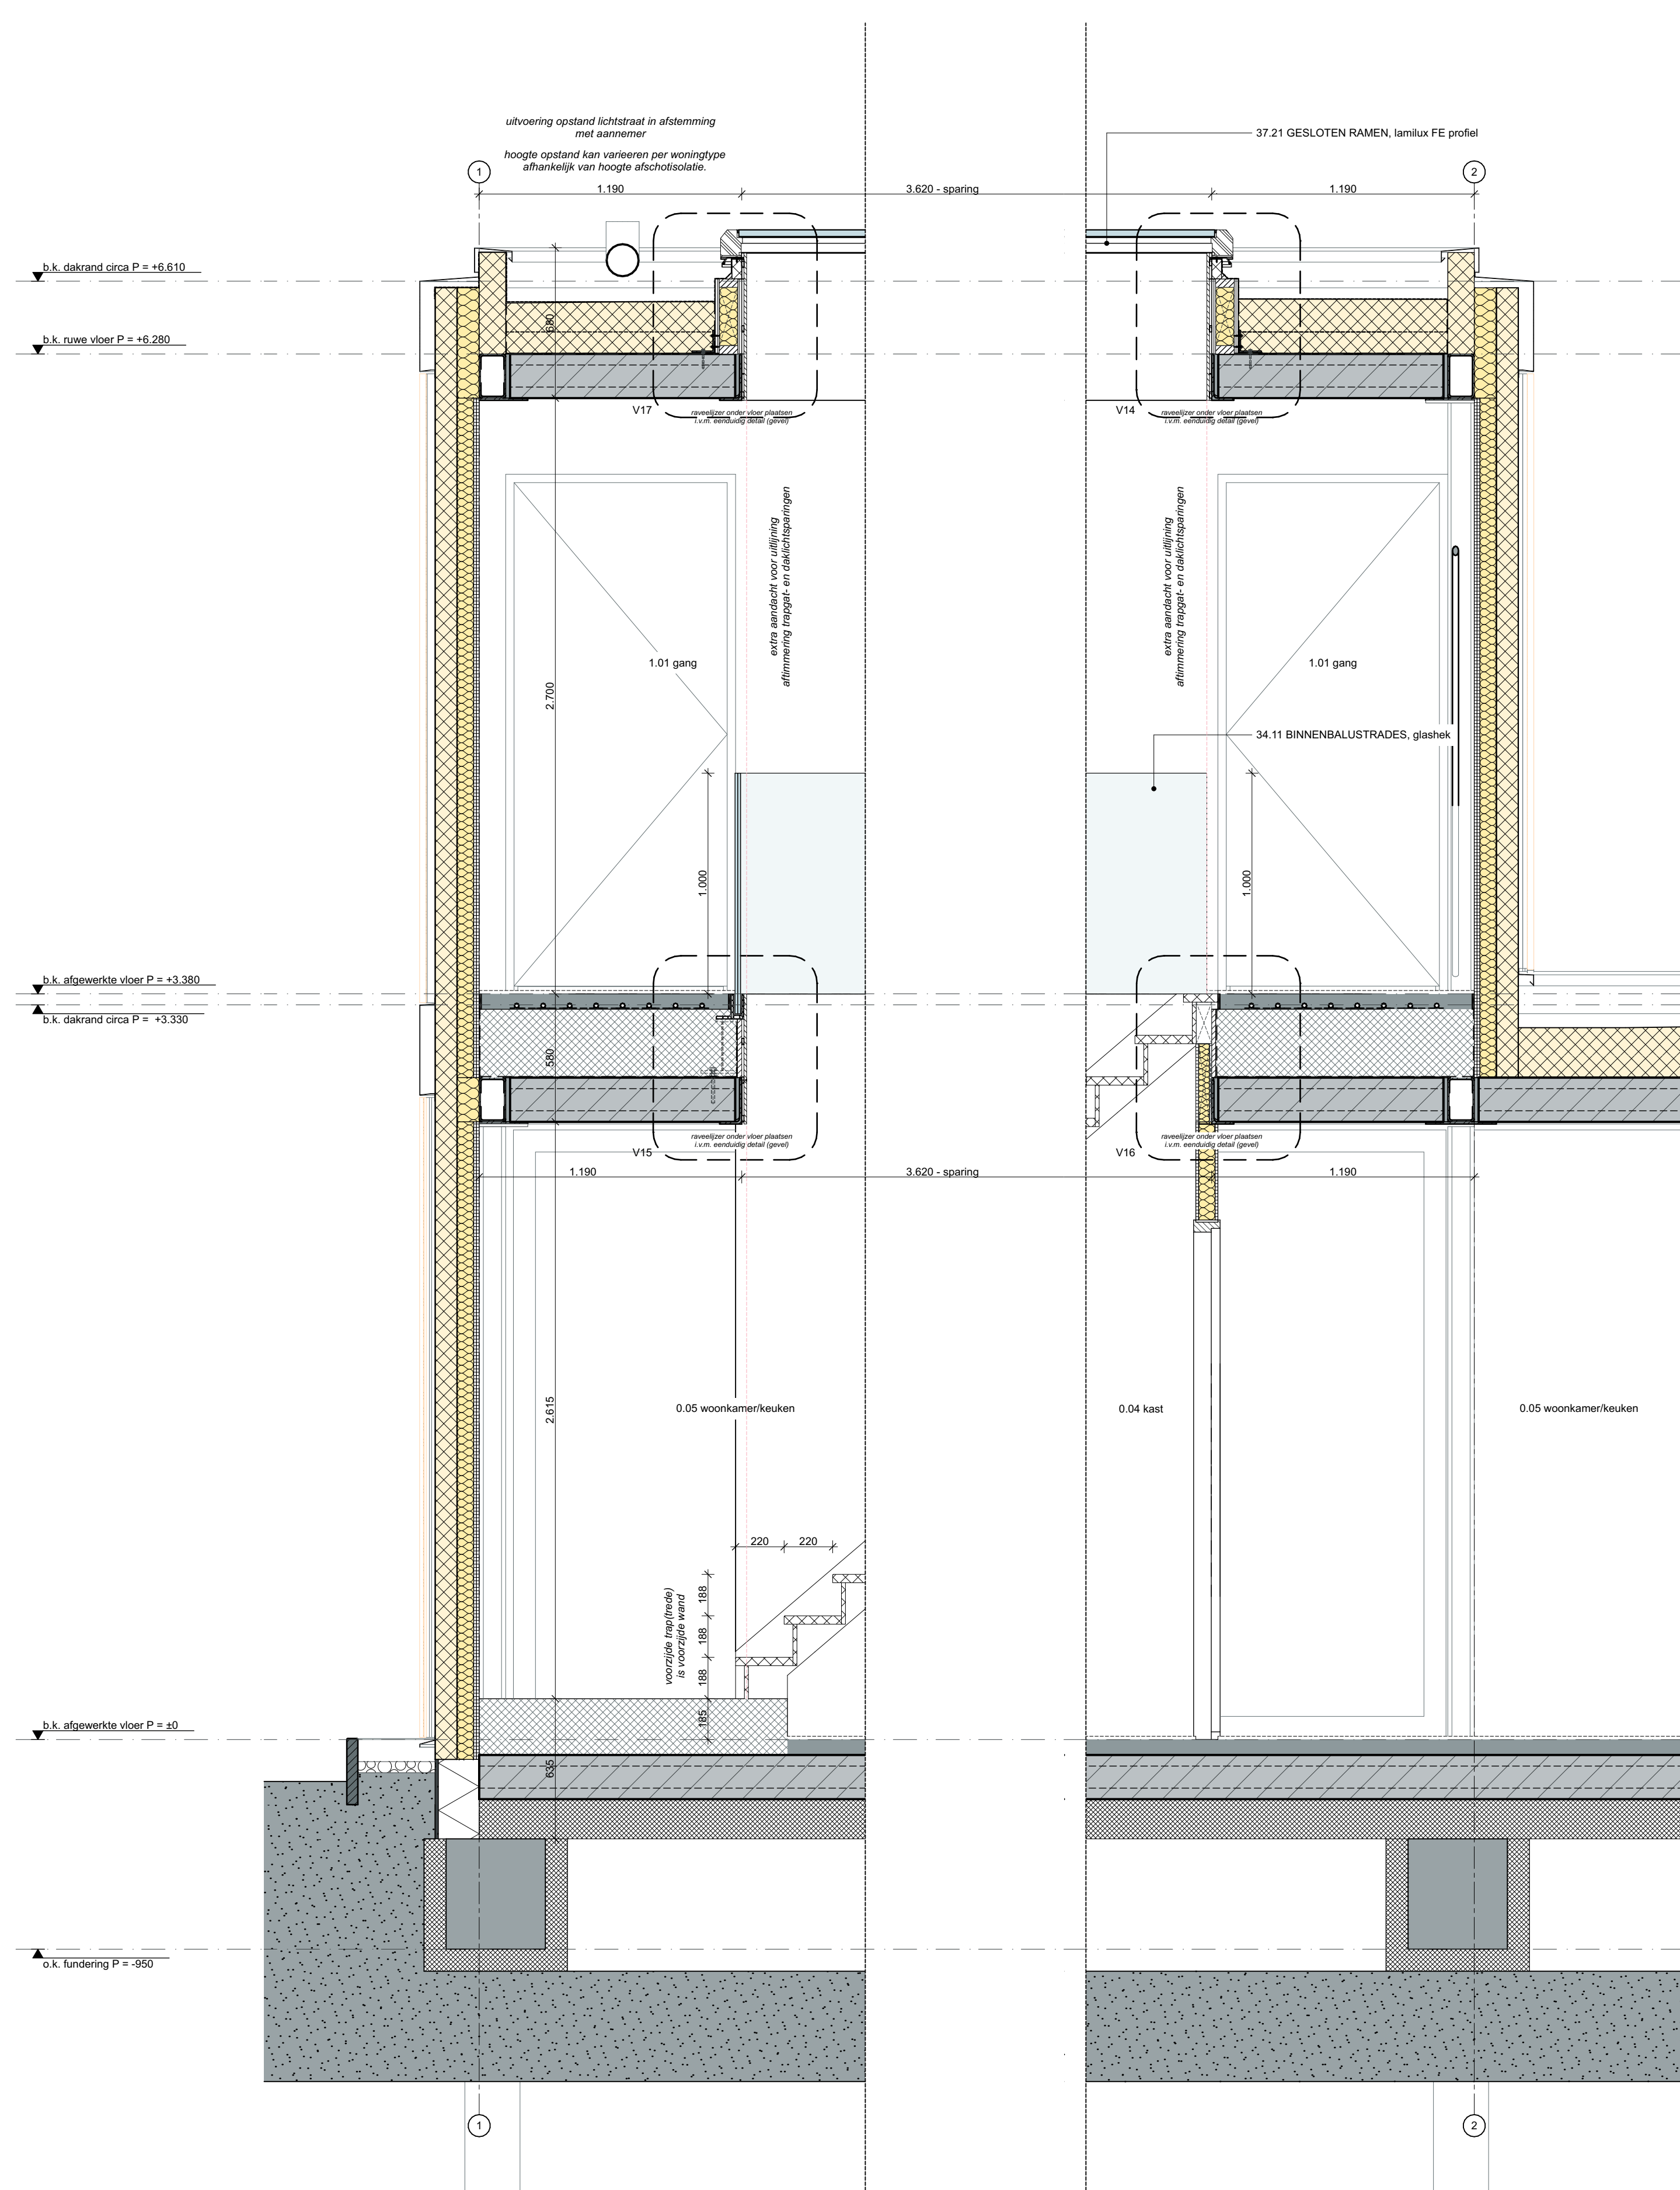 uitvoering opstand lichtstraat in afstemming
met aannemer
hoogte opstand kan varieeren per woningtype
afhankelijk van hoogte afschotisolatie.
37.21 GESLOTEN RAMEN, lamilux FE profiel
1
2
1.190
3.620 - sparing
1.190
b.k. dakrand circa P = +6.610
b.k. ruwe vloer P = +6.280
680
V17
raveelijzer onder vloer plaatsen
i.v.m. eenduidig detail (gevel)
V14
raveelijzer onder vloer plaatsen
i.v.m. eenduidig detail (gevel)
extra aandacht voor uitlijning
aftimmering trapgat- en daklichtsparingen
extra aandacht voor uitlijning
aftimmering trapgat- en daklichtsparingen
1.01 gang
1.01 gang
2.700
34.11 BINNENBALUSTRADES, glashek
1.000
1.000
b.k. afgewerkte vloer P = +3.380
b.k. dakrand circa P = +3.330
580
raveelijzer onder vloer plaatsen
i.v.m. eenduidig detail (gevel)
V15
raveelijzer onder vloer plaatsen
i.v.m. eenduidig detail (gevel)
V16
1.190
3.620 - sparing
1.190
2.615
0.05 woonkamer/keuken
0.04 kast
0.05 woonkamer/keuken
220
220
voorzijde trap(trede)
is voorzijde wand
188
188
188
185
b.k. afgewerkte vloer P = ±0
635
o.k. fundering P = -950
1
2